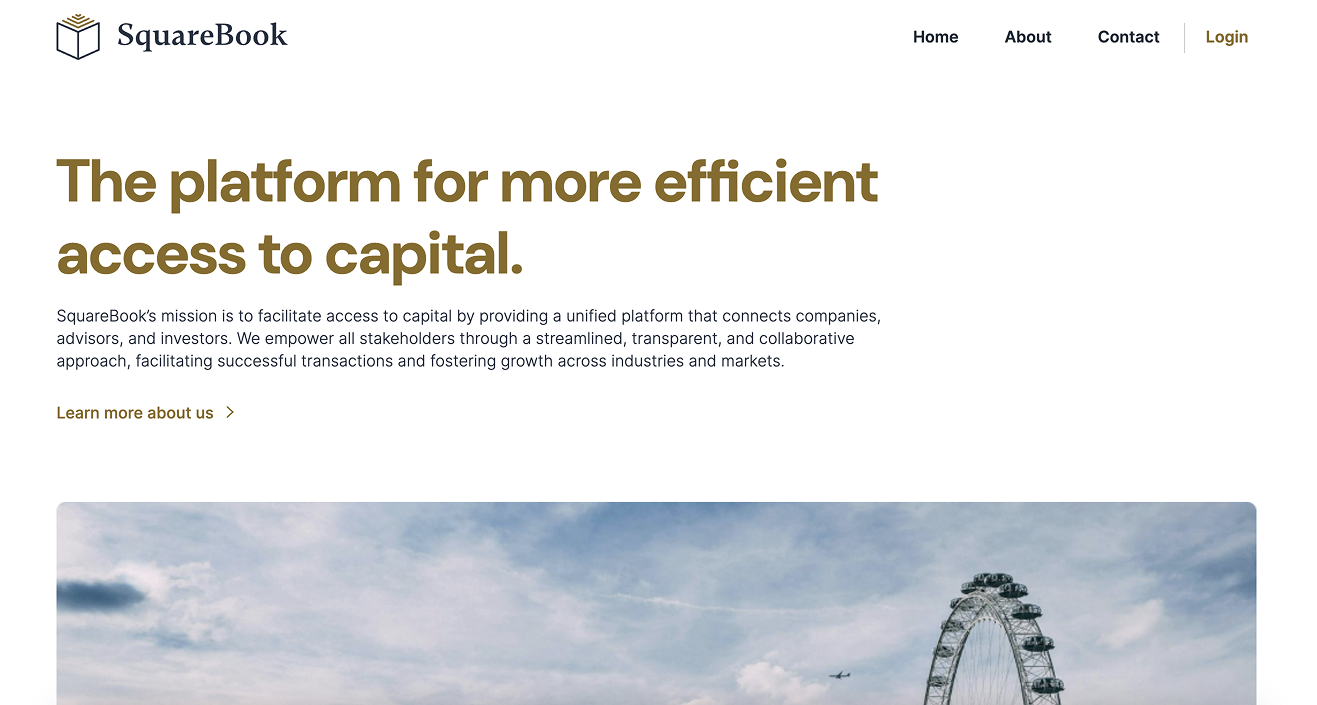 SquareBook
Home
About
Contact
Login
The platform for more efficient
access to capital.
SquareBook’s mission is to facilitate access to capital by providing a unified platform that connects companies,
advisors, and investors. We empower all stakeholders through a streamlined, transparent, and collaborative
approach, facilitating successful transactions and fostering growth across industries and markets.
Learn more about us